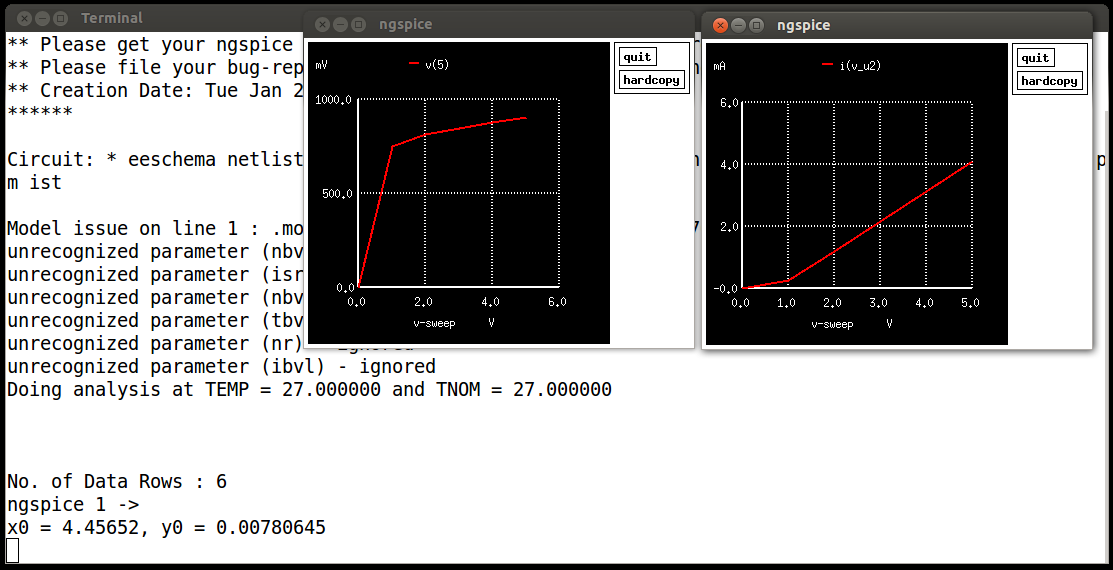 Terminal
** Please get your ngspice
** Please file your bug-rep
** Creation Date: Tue Jan 2
******
Circuit: * eeschema netlist
m ist
Model issue on line 1 : .mo
unrecognized parameter (nbv
unrecognized parameter (isr
unrecognized parameter (nbv
unrecognized parameter (tbv
unrecognized parameter (nr) - ignored
unrecognized parameter (ibvl) - ignored
Doing analysis at TEMP = 27.000000 and TNOM = 27.000000
No. of Data Rows : 6
ngspice 1 ->
x0 = 4.45652, y0 = 0.00780645
ngspice
mV
v(5)
quit
hardcopy
1000.0
500.0
0.0
0.0 2.0 4.0 6.0
v-sweep V
ngspice
mA
i(v_u2)
quit
hardcopy
6.0
4.0
2.0
-0.0
0.0 1.0 2.0 3.0 4.0 5.0
v-sweep V